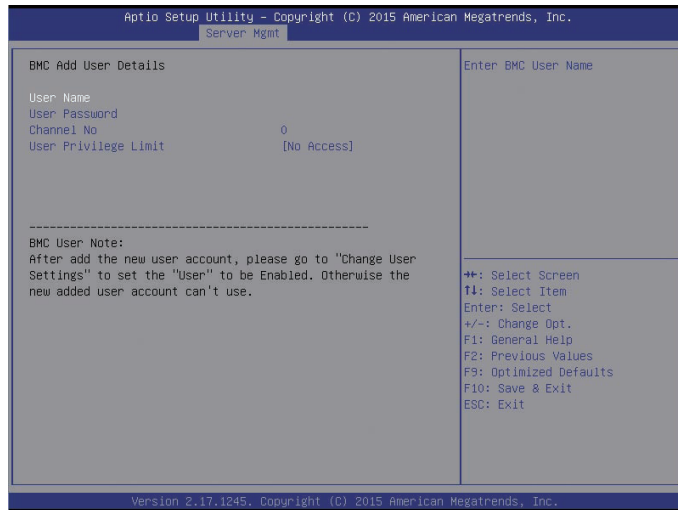 Aptio Setup Utility – Copyright (C) 2015 American Megatrends, Inc.
Server Mgmt
BMC Add User Details
User Name
User Password
Channel No 0
User Privilege Limit [No Access]
------------------------------------------------
BMC User Note:
After add the new user account, please go to "Change User
Settings" to set the "User" to be Enabled. Otherwise the
new added user account can't use.
Enter BMC User Name
→←: Select Screen
↑↓: Select Item
Enter: Select
+/-: Change Opt.
F1: General Help
F2: Previous Values
F9: Optimized Defaults
F10: Save & Exit
ESC: Exit
Version 2.17.1245. Copyright (C) 2015 American Megatrends, Inc.